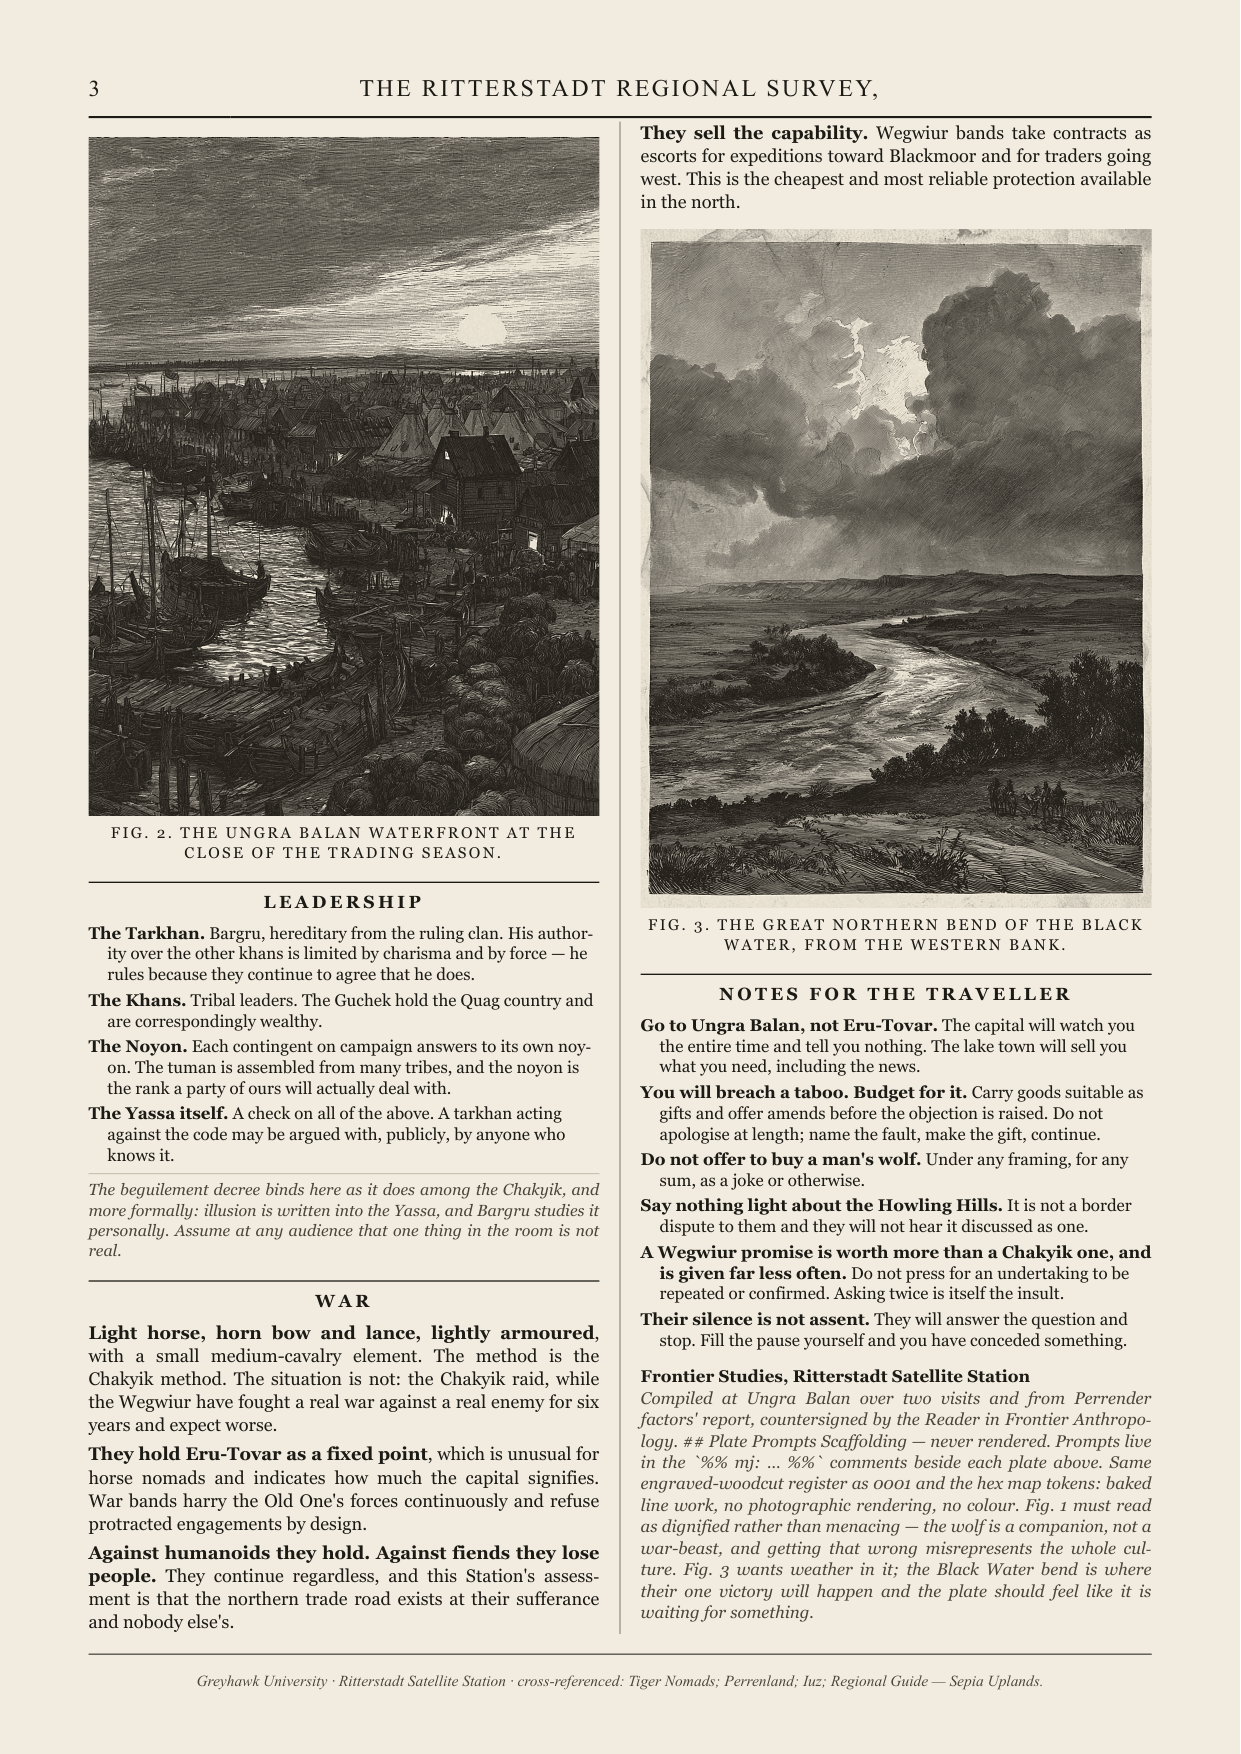 3
THE RITTERSTADT REGIONAL SURVEY,
FIG. 2. THE UNGRA BALAN WATERFRONT AT THE
CLOSE OF THE TRADING SEASON.
LEADERSHIP
The Tarkhan. Bargru, hereditary from the ruling clan. His author-
ity over the other khans is limited by charisma and by force — he
rules because they continue to agree that he does.
The Khans. Tribal leaders. The Guchek hold the Quag country and
are correspondingly wealthy.
The Noyon. Each contingent on campaign answers to its own noy-
on. The tuman is assembled from many tribes, and the noyon is
the rank a party of ours will actually deal with.
The Yassa itself. A check on all of the above. A tarkhan acting
against the code may be argued with, publicly, by anyone who
knows it.
The beguilement decree binds here as it does among the Chakyik, and
more formally: illusion is written into the Yassa, and Bargru studies it
personally. Assume at any audience that one thing in the room is not
real.
WAR
Light horse, horn bow and lance, lightly armoured,
with a small medium-cavalry element. The method is the
Chakyik method. The situation is not: the Chakyik raid, while
the Wegwiur have fought a real war against a real enemy for six
years and expect worse.
They hold Eru-Tovar as a fixed point, which is unusual for
horse nomads and indicates how much the capital signifies.
War bands harry the Old One's forces continuously and refuse
protracted engagements by design.
Against humanoids they hold. Against fiends they lose
people. They continue regardless, and this Station's assess-
ment is that the northern trade road exists at their sufferance
and nobody else's.
They sell the capability. Wegwiur bands take contracts as
escorts for expeditions toward Blackmoor and for traders going
west. This is the cheapest and most reliable protection available
in the north.
FIG. 3. THE GREAT NORTHERN BEND OF THE BLACK
WATER, FROM THE WESTERN BANK.
NOTES FOR THE TRAVELLER
Go to Ungra Balan, not Eru-Tovar. The capital will watch you
the entire time and tell you nothing. The lake town will sell you
what you need, including the news.
You will breach a taboo. Budget for it. Carry goods suitable as
gifts and offer amends before the objection is raised. Do not
apologise at length; name the fault, make the gift, continue.
Do not offer to buy a man's wolf. Under any framing, for any
sum, as a joke or otherwise.
Say nothing light about the Howling Hills. It is not a border
dispute to them and they will not hear it discussed as one.
A Wegwiur promise is worth more than a Chakyik one, and
is given far less often. Do not press for an undertaking to be
repeated or confirmed. Asking twice is itself the insult.
Their silence is not assent. They will answer the question and
stop. Fill the pause yourself and you have conceded something.
Frontier Studies, Ritterstadt Satellite Station
Compiled at Ungra Balan over two visits and from Perrender
factors' report, countersigned by the Reader in Frontier Anthropo-
logy. ## Plate Prompts Scaffolding — never rendered. Prompts live
in the `%% mj: ... %%` comments beside each plate above. Same
engraved-woodcut register as 0001 and the hex map tokens: baked
line work, no photographic rendering, no colour. Fig. 1 must read
as dignified rather than menacing — the wolf is a companion, not a
war-beast, and getting that wrong misrepresents the whole cul-
ture. Fig. 3 wants weather in it; the Black Water bend is where
their one victory will happen and the plate should feel like it is
waiting for something.
Greyhawk University · Ritterstadt Satellite Station · cross-referenced: Tiger Nomads; Perrenland; Iuz; Regional Guide — Sepia Uplands.